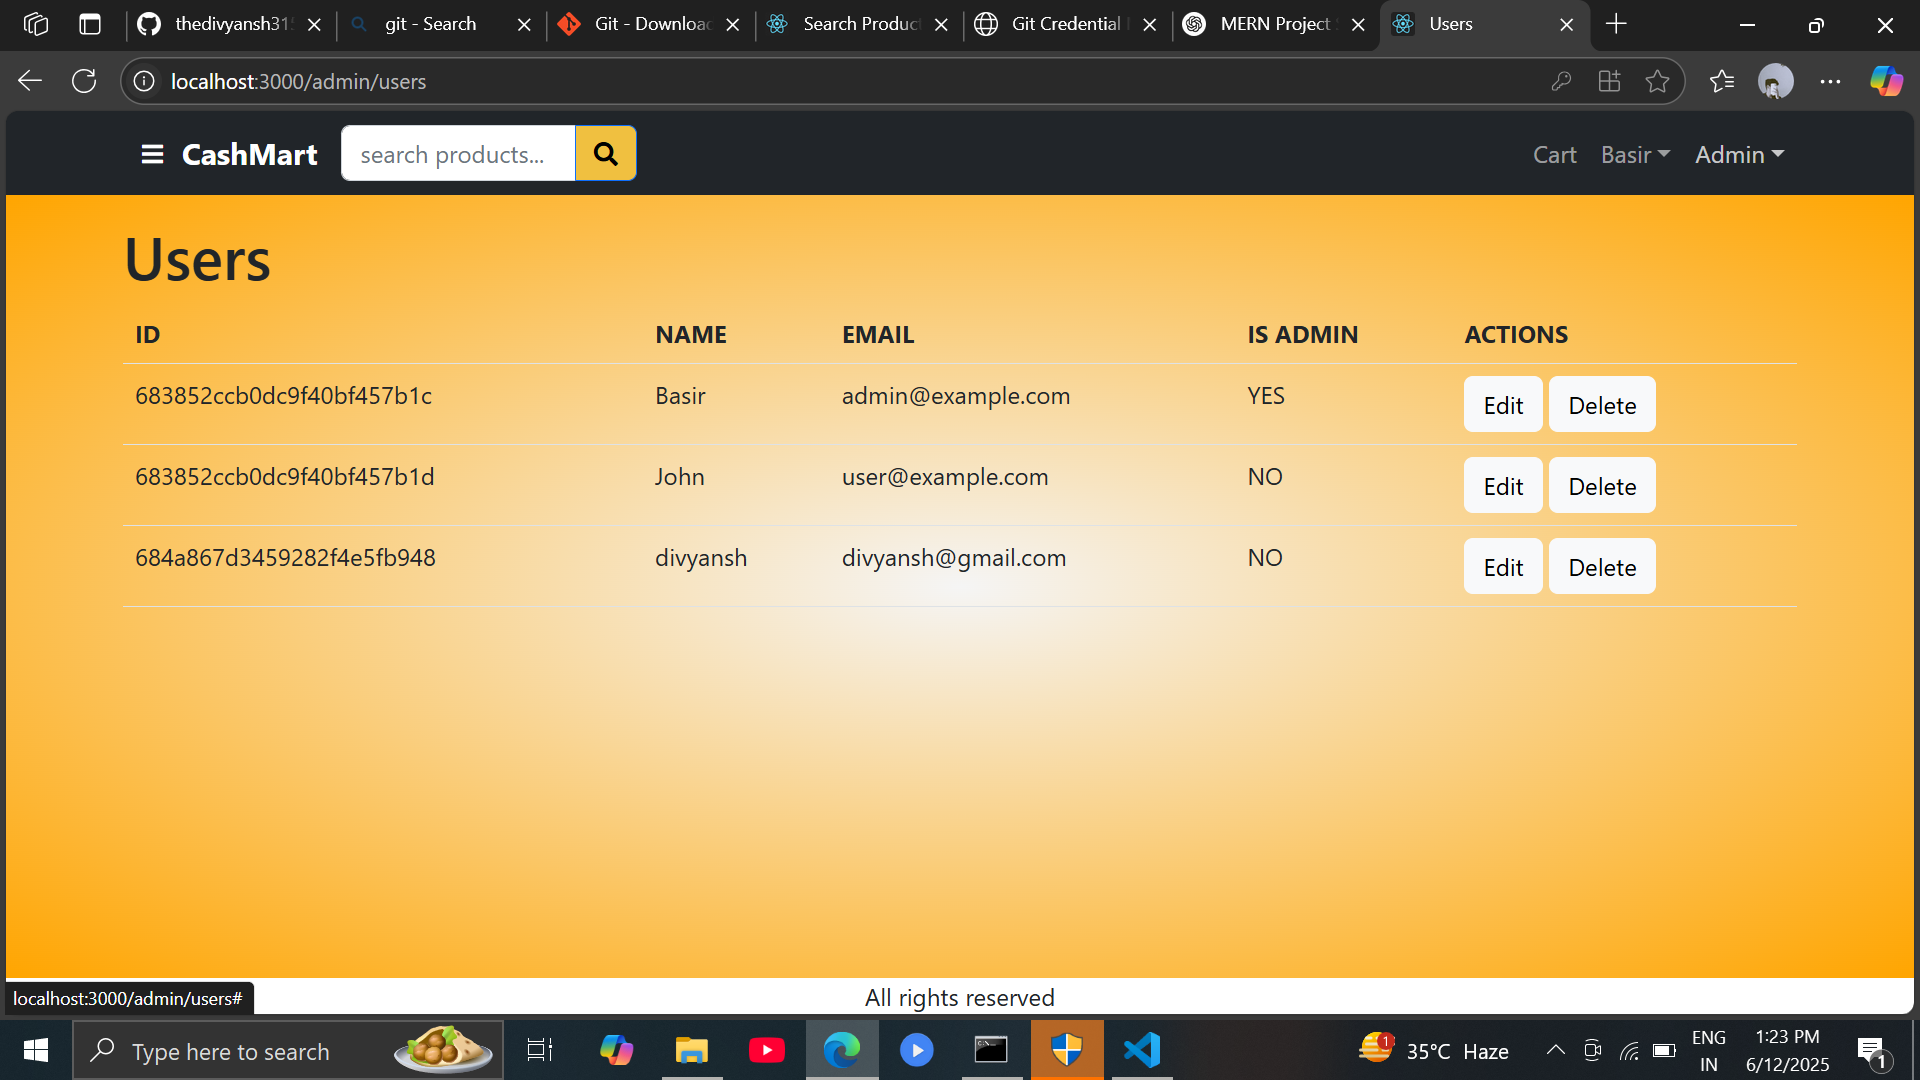 thedivyansh31
git - Search
Git - Download
Search Product
Git Credential
MERN Project
Users
localhost:3000/admin/users
CashMart
search products...
Cart
Basir
Admin
Users
ID NAME EMAIL IS ADMIN ACTIONS
683852ccb0dc9f40bf457b1c Basir admin@example.com YES Edit Delete
683852ccb0dc9f40bf457b1d John user@example.com NO Edit Delete
684a867d3459282f4e5fb948 divyansh divyansh@gmail.com NO Edit Delete
localhost:3000/admin/users#
All rights reserved
Type here to search
1
35°C Haze
ENG
IN
1:23 PM
6/12/2025
1